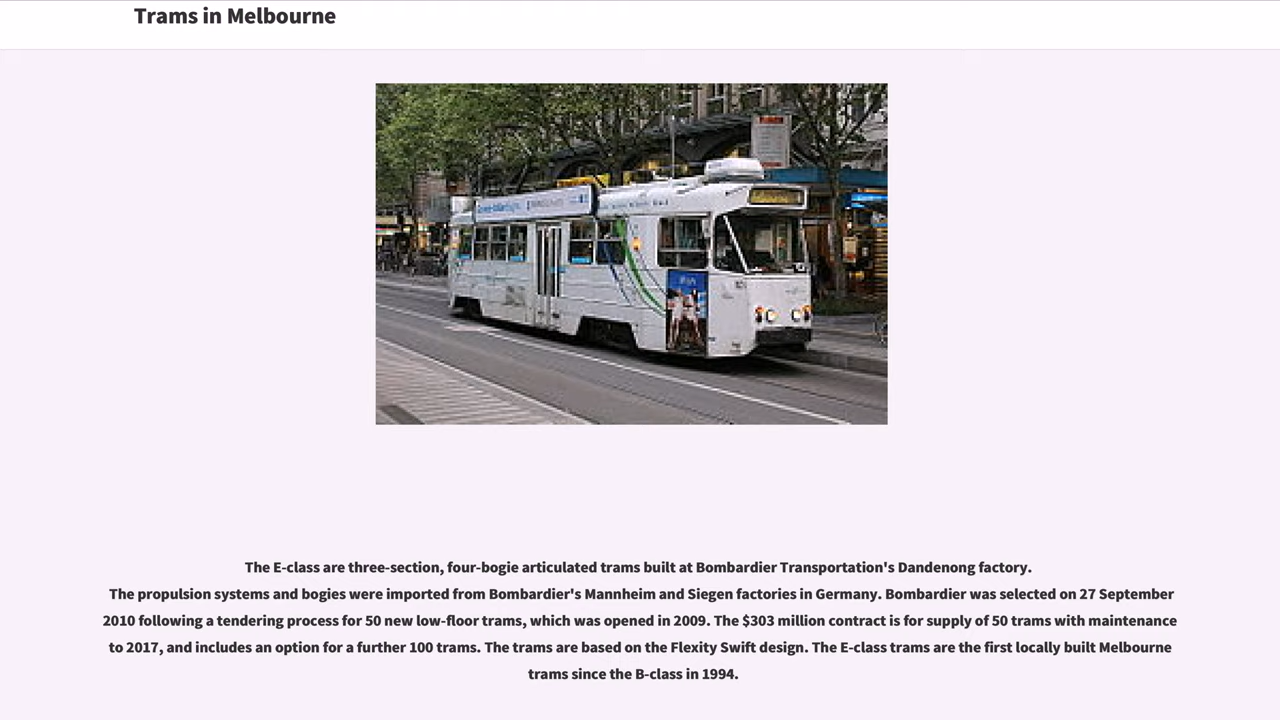 Trams in Melbourne
The E-class are three-section, four-bogie articulated trams built at Bombardier Transportation's Dandenong factory.
The propulsion systems and bogies were imported from Bombardier's Mannheim and Siegen factories in Germany. Bombardier was selected on 27 September
2010 following a tendering process for 50 new low-floor trams, which was opened in 2009. The $303 million contract is for supply of 50 trams with maintenance
to 2017, and includes an option for a further 100 trams. The trams are based on the Flexity Swift design. The E-class trams are the first locally built Melbourne
trams since the B-class in 1994.